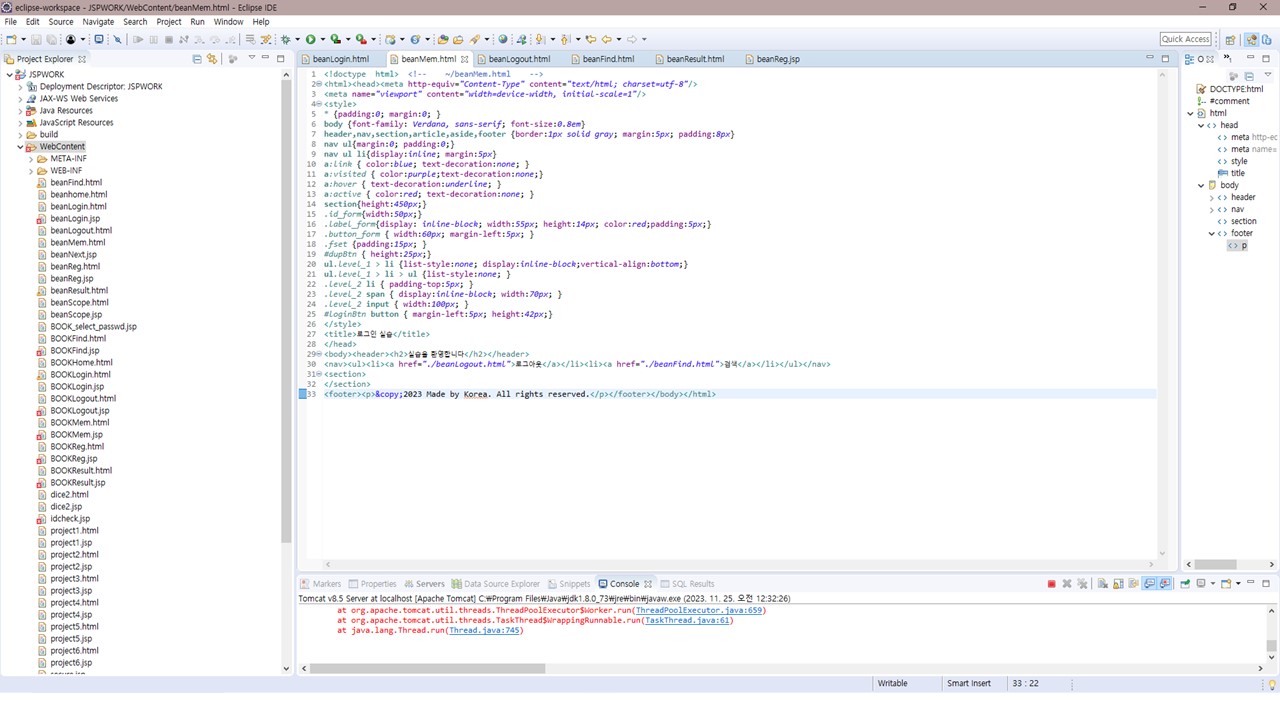 eclipse-workspace - JSPWORK/WebContent/beanMem.html - Eclipse IDE
File Edit Source Navigate Search Project Run Window Help
Quick Access
Project Explorer
JSPWORK
Deployment Descriptor: JSPWORK
JAX-WS Web Services
Java Resources
JavaScript Resources
build
WebContent
META-INF
WEB-INF
beanFind.html
beanhome.html
beanLogin.html
beanLogin.jsp
beanLogout.html
beanMem.html
beanNext.jsp
beanReg.html
beanReg.jsp
beanResult.html
beanScope.html
beanScope.jsp
BOOK_select_passwd.jsp
BOOKFind.html
BOOKFind.jsp
BOOKHome.html
BOOKLogin.html
BOOKLogin.jsp
BOOKLogout.html
BOOKLogout.jsp
BOOKMem.html
BOOKMem.jsp
BOOKReg.html
BOOKReg.jsp
BOOKResult.html
BOOKResult.jsp
dice2.html
dice2.jsp
idcheck.jsp
project1.html
project1.jsp
project2.html
project2.jsp
project3.html
project3.jsp
project4.html
project4.jsp
project5.html
project5.jsp
project6.html
project6.jsp
beanLogin.html beanMem.html beanLogout.html beanFind.html beanResult.html beanReg.jsp
1 <!doctype  html> <!--    ~/beanMem.html    -->
2 <html><head><meta http-equiv="Content-Type" content="text/html; charset=utf-8"/>
3 <meta name="viewport" content="width=device-width, initial-scale=1"/>
4 <style>
5 * {padding:0; margin:0; }
6 body {font-family: Verdana, sans-serif; font-size:0.8em}
7 header,nav,section,article,aside,footer {border:1px solid gray; margin:5px; padding:8px}
8 nav ul{margin:0; padding:0;}
9 nav ul li{display:inline; margin:5px}
10 a:link { color:blue; text-decoration:none; }
11 a:visited { color:purple;text-decoration:none;}
12 a:hover { text-decoration:underline; }
13 a:active { color:red; text-decoration:none; }
14 section{height:450px;}
15 .id_form{width:50px;}
16 .label_form{display: inline-block; width:55px; height:14px; color:red;padding:5px;}
17 .button_form { width:60px; margin-left:5px; }
18 .fset {padding:15px; }
19 #dupBtn { height:25px;}
20 ul.level_1 > li {list-style:none; display:inline-block;vertical-align:bottom;}
21 ul.level_1 > li > ul {list-style:none; }
22 .level_2 li { padding-top:5px; }
23 .level_2 span { display:inline-block; width:70px; }
24 .level_2 input { width:100px; }
25 #loginBtn button { margin-left:5px; height:42px;}
26 </style>
27 <title>로그인 실습</title>
28 </head>
29 <body><header><h2>실습을 환영합니다</h2></header>
30 <nav><ul><li><a href="./beanLogout.html">로그아웃</a></li><li><a href="./beanFind.html">검색</a></li></ul></nav>
31 <section>
32 </section>
33 <footer><p>&copy;2023 Made by Korea. All rights reserved.</p></footer></body></html>
DOCTYPE:html
#comment
html
head
meta http-ec
meta name=
style
title
body
header
nav
section
footer
p
Markers Properties Servers Data Source Explorer Snippets Console SQL Results
Tomcat v8.5 Server at localhost [Apache Tomcat] C:₩Program Files₩Java₩jdk1.8.0_73₩jre₩bin₩javaw.exe (2023. 11. 25. 오전 12:32:26)
at org.apache.tomcat.util.threads.ThreadPoolExecutor$Worker.run(ThreadPoolExecutor.java:659)
at org.apache.tomcat.util.threads.TaskThread$WrappingRunnable.run(TaskThread.java:61)
at java.lang.Thread.run(Thread.java:745)
Writable Smart Insert 33 : 22